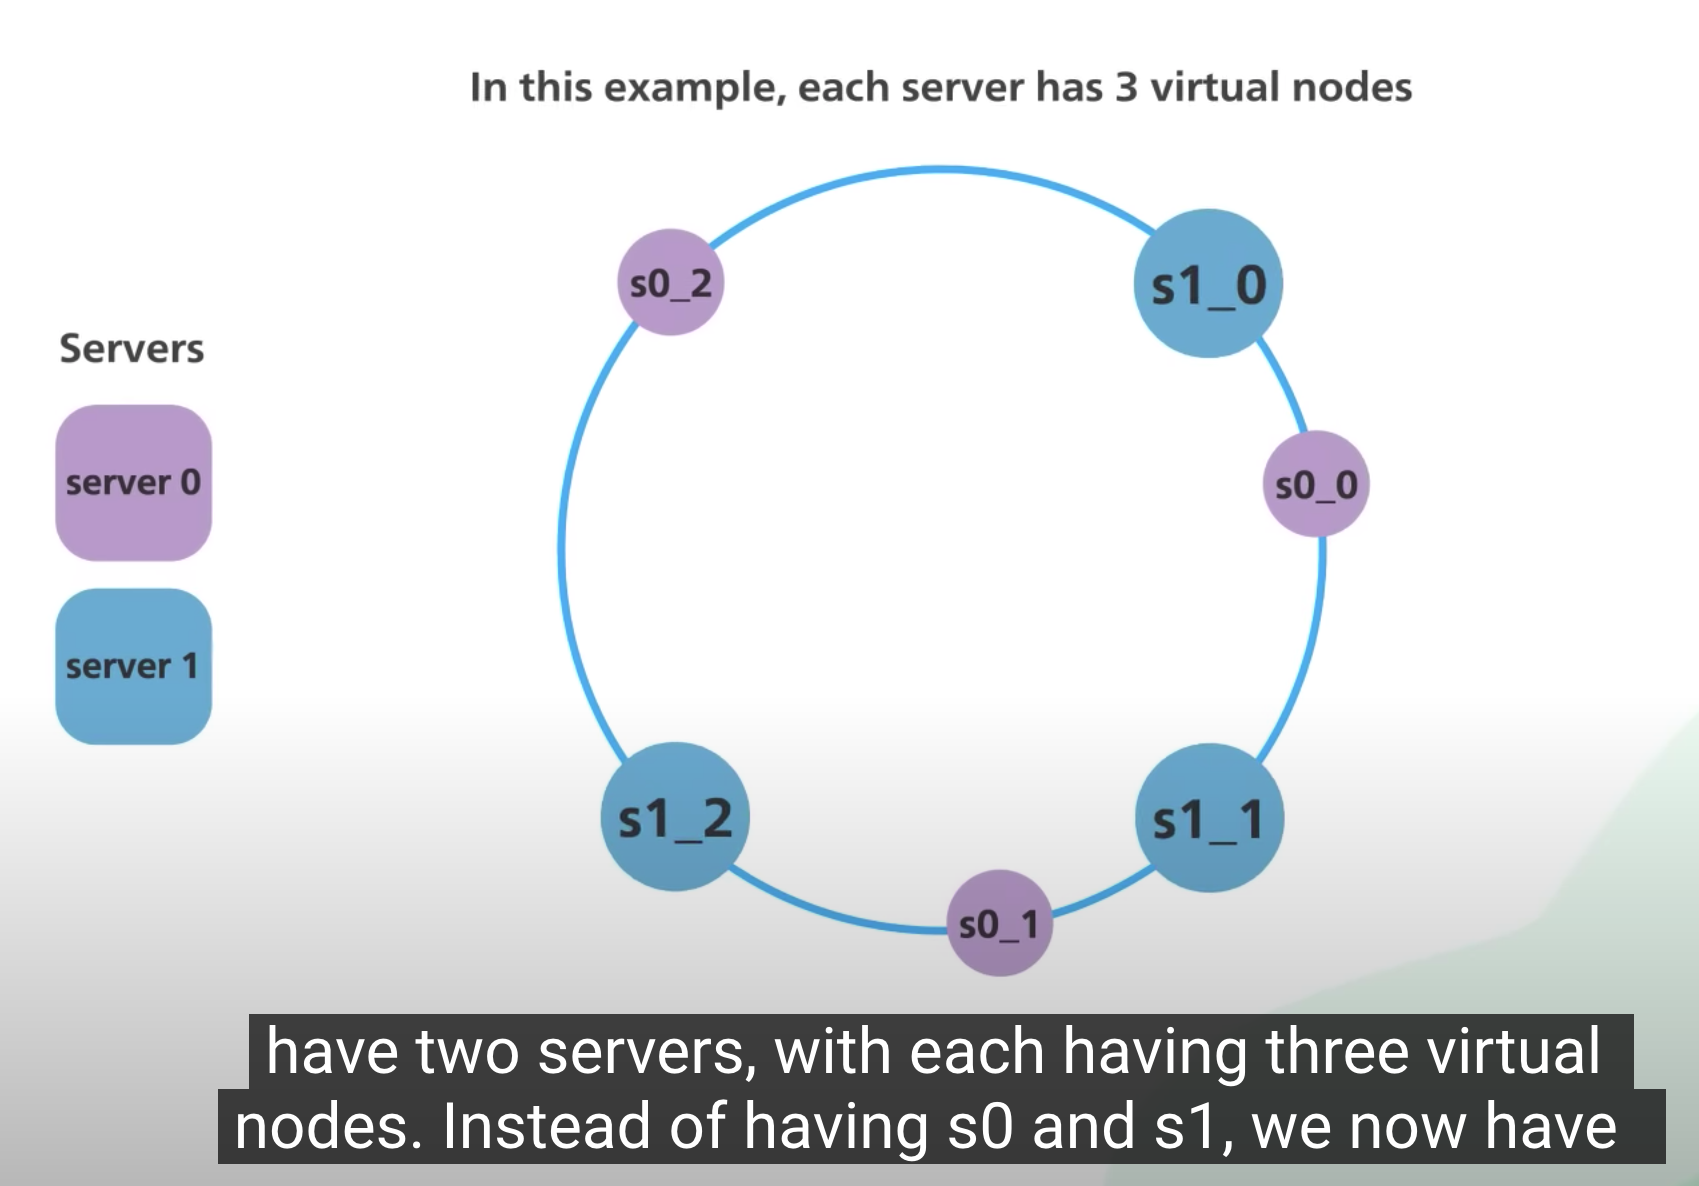 In this example, each server has 3 virtual nodes
s0_2
s1_0
Servers
server 0
s0_0
server 1
s1_2
s1_1
s0_1
have two servers, with each having three virtual
nodes. Instead of having s0 and s1, we now have